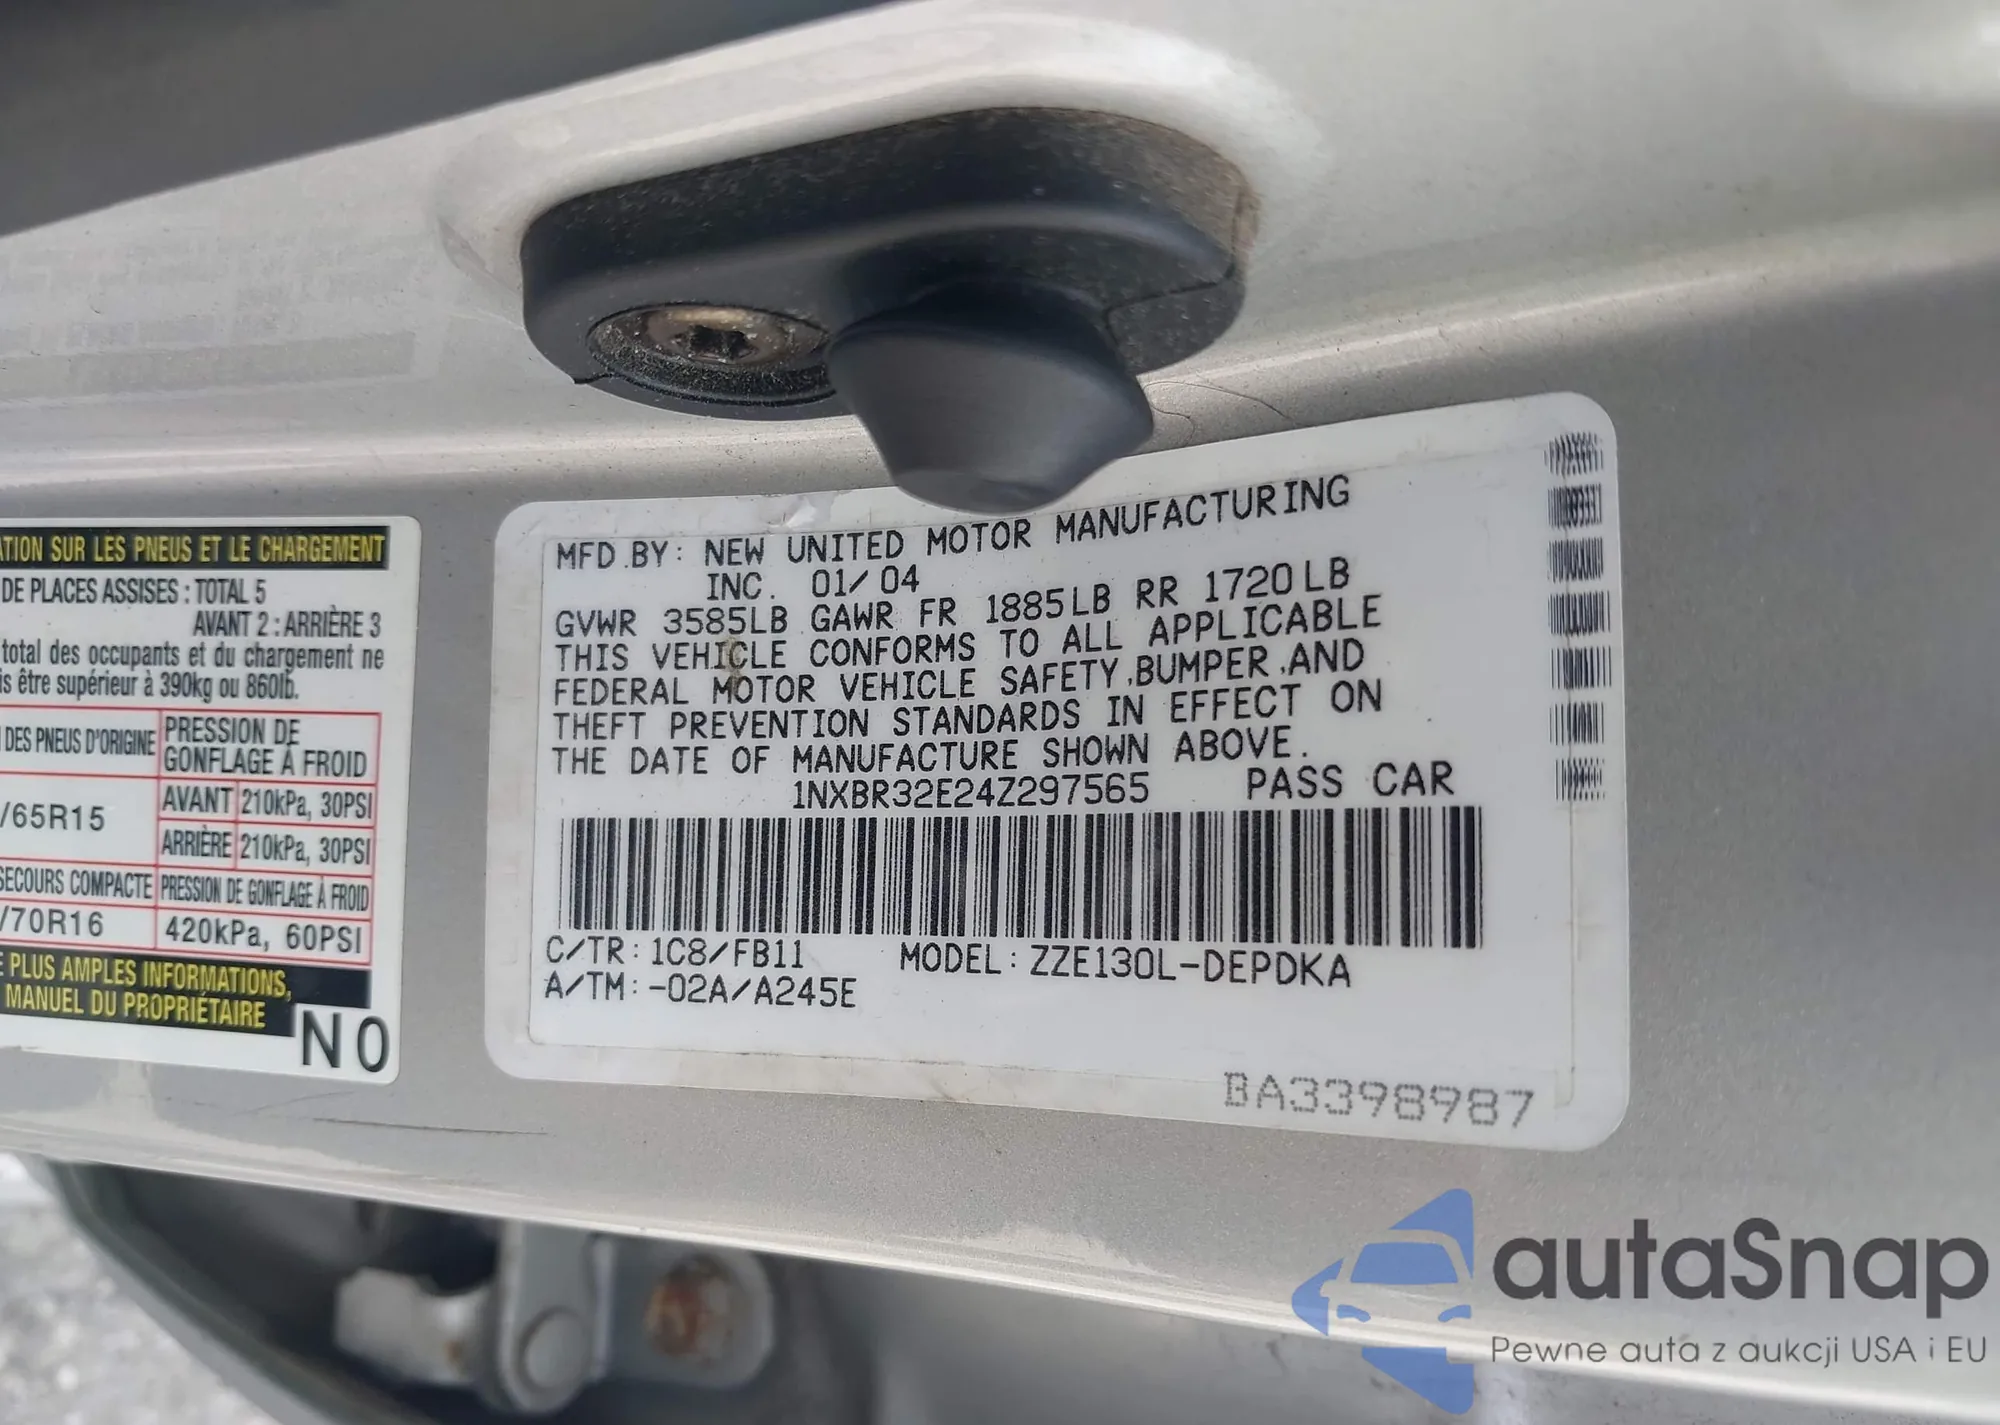 ATION SUR LES PNEUS ET LE CHARGEMENT
DE PLACES ASSISES : TOTAL 5
AVANT 2 : ARRIÈRE 3
total des occupants et du chargement ne
is être supérieur à 390kg ou 860lb.
DES PNEUS D'ORIGINE
PRESSION DE
GONFLAGE À FROID
/65R15
AVANT 210kPa, 30PSI
ARRIÈRE 210kPa, 30PSI
SECOURS COMPACTE PRESSION DE GONFLAGE À FROID
/70R16 420kPa, 60PSI
E PLUS AMPLES INFORMATIONS,
MANUEL DU PROPRIÉTAIRE
N0
MFD.BY: NEW UNITED MOTOR MANUFACTURING
INC. 01/04
GVWR 3585LB GAWR FR 1885LB RR 1720LB
THIS VEHICLE CONFORMS TO ALL APPLICABLE
FEDERAL MOTOR VEHICLE SAFETY,BUMPER,AND
THEFT PREVENTION STANDARDS IN EFFECT ON
THE DATE OF MANUFACTURE SHOWN ABOVE.
1NXBR32E24Z297565 PASS CAR
C/TR: 1C8/FB11 MODEL: ZZE130L-DEPDKA
A/TM:-02A/A245E
BA3398987
autaSnap
Pewne auta z aukcji USA i EU